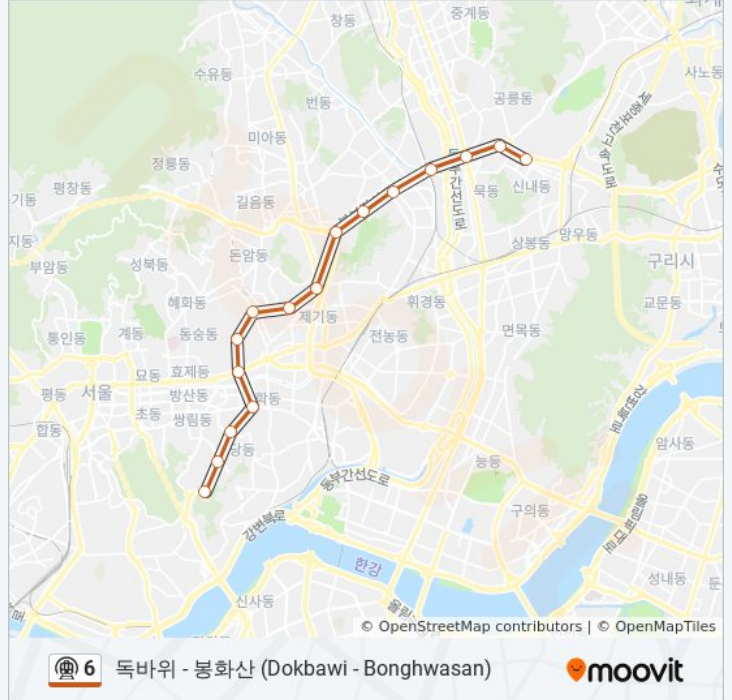 창동
중계동
수유동
사노동
번동
공릉동
미아동
정릉동
평창동
묵동
신내동
길음동
기동
지동
상봉동
망우동
부암동
성북동
돈암동
구리시
혜화동
휘경동
교문동
제기동
통인동
계동
동숭동
전농동
면목동
묘동
효제동
평동
서울
방산동
학동
초동
쌍림동
합동
암사동
상동
능동
동부간선도로
구의동
강변북로
한강
성내동
둔
신사동
© OpenStreetMap contributors | © OpenMapTiles
6 독바위 - 봉화산 (Dokbawi - Bonghwasan)
moovit